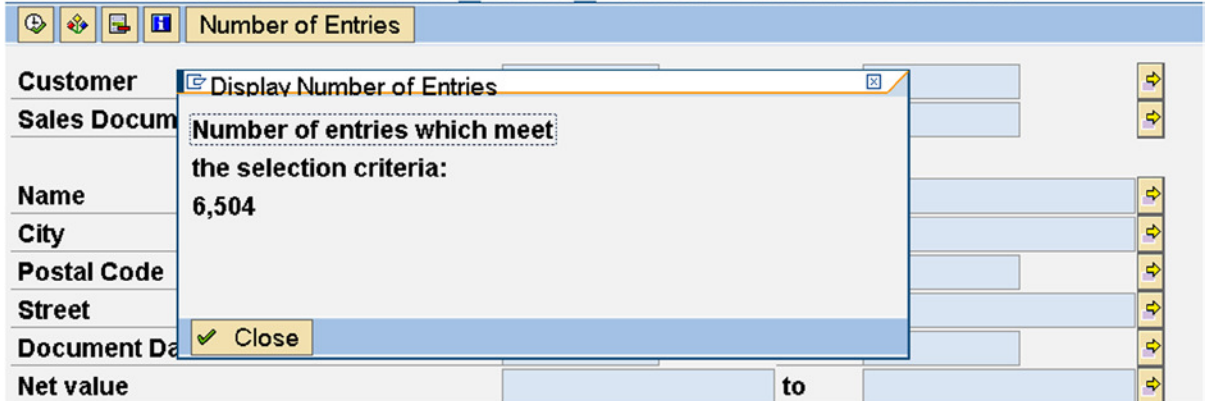 Number of Entries
Customer
Display Number of Entries
Sales Docum
Number of entries which meet
the selection criteria:
6,504
Name
City
Postal Code
Street
Close
Document Da
Net value to